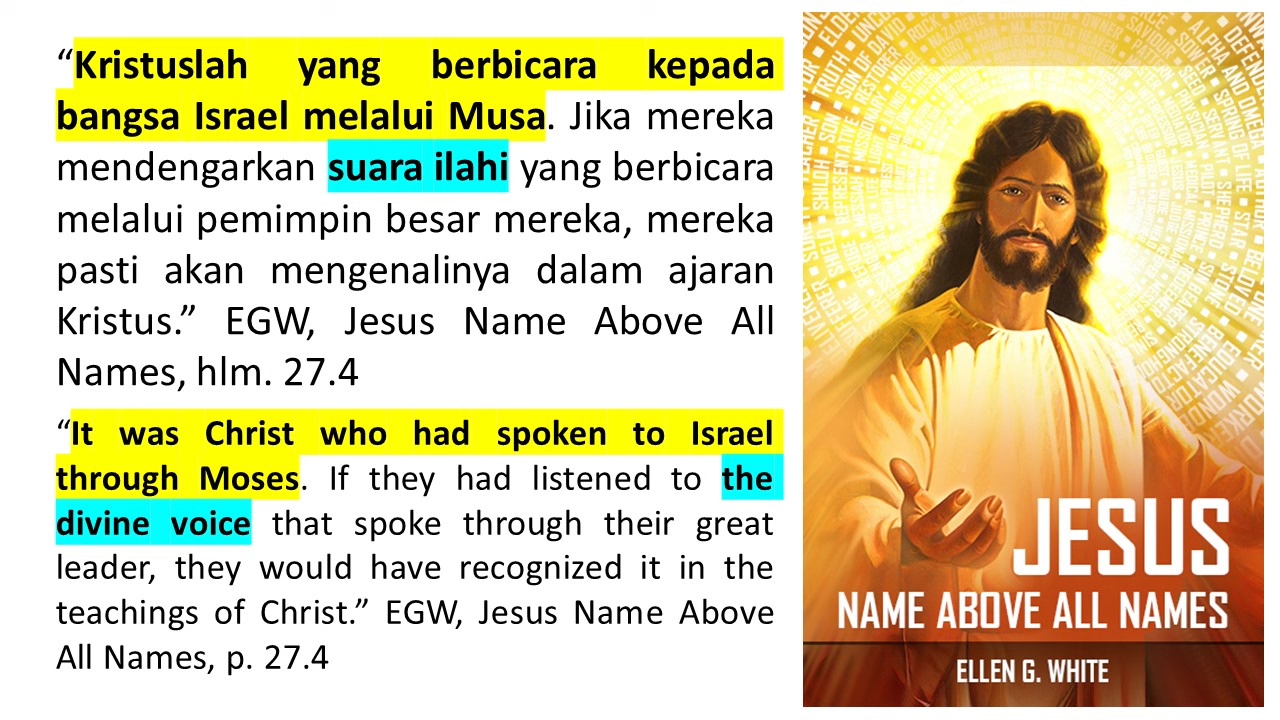 “Kristuslah yang berbicara kepada
bangsa Israel melalui Musa. Jika mereka
mendengarkan suara ilahi yang berbicara
melalui pemimpin besar mereka, mereka
pasti akan mengenalinya dalam ajaran
Kristus.” EGW, Jesus Name Above All
Names, hlm. 27.4
“It was Christ who had spoken to Israel
through Moses. If they had listened to the
divine voice that spoke through their great
leader, they would have recognized it in the
teachings of Christ.” EGW, Jesus Name Above
All Names, p. 27.4
JESUS
NAME ABOVE ALL NAMES
ELLEN G. WHITE